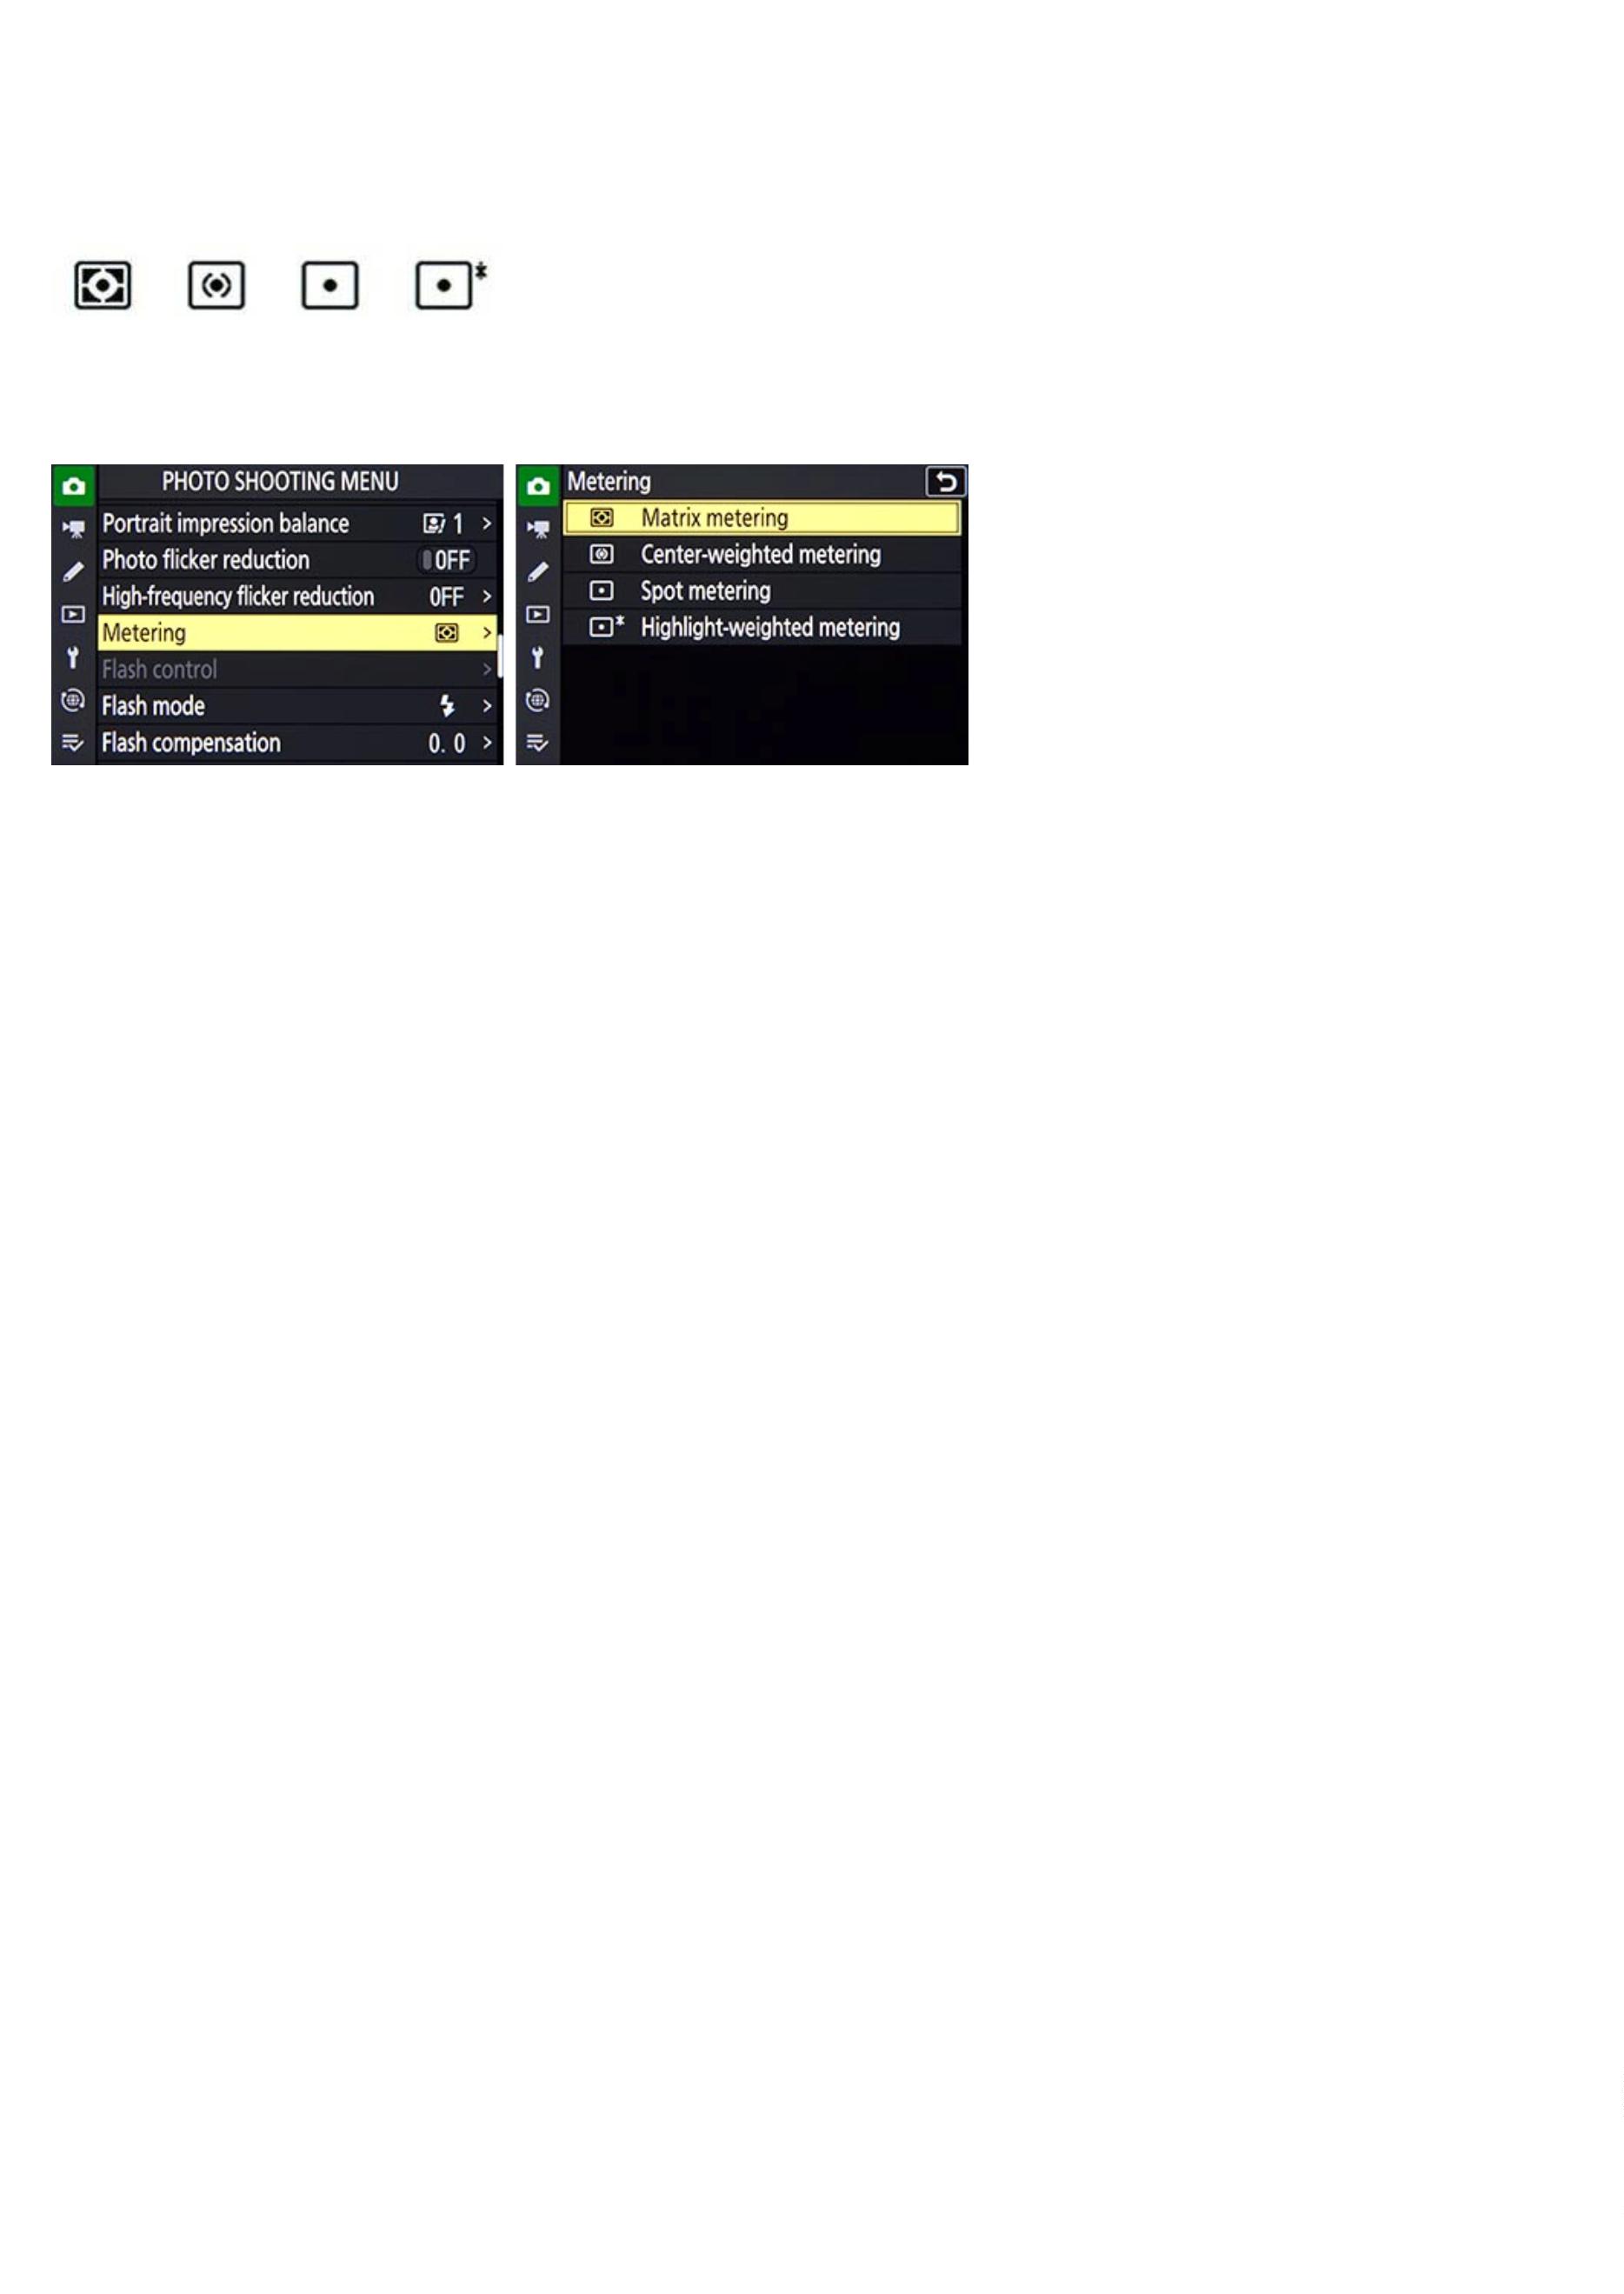 PHOTO SHOOTING MENU
Portrait impression balance 1 >
Photo flicker reduction OFF
High-frequency flicker reduction OFF >
Metering >
Flash control >
Flash mode >
Flash compensation 0. 0 >
Metering
Matrix metering
Center-weighted metering
Spot metering
Highlight-weighted metering